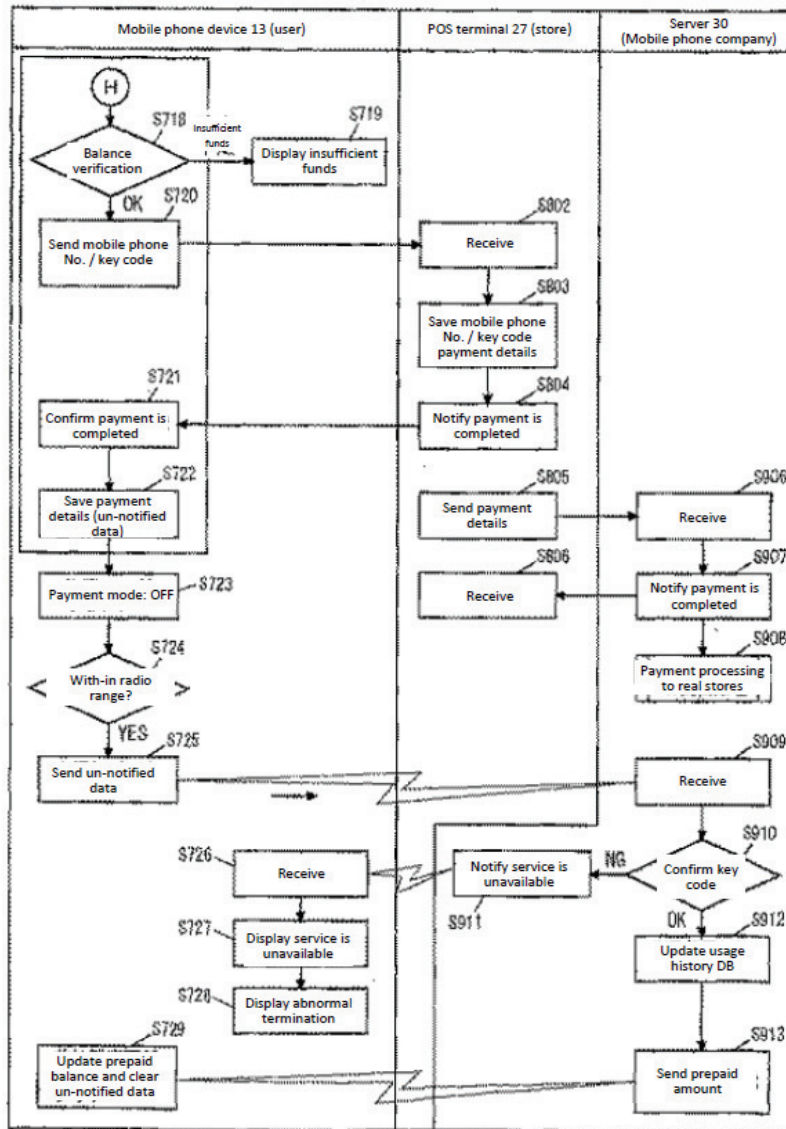 Mobile phone device 13 (user)
POS terminal 27 (store)
Server 30
(Mobile phone company)
H
S718
Insufficient
funds
Balance
verification
S719
Display insufficient
funds
OK
S720
Send mobile phone
No. / key code
S802
Receive
S803
Save mobile phone
No. / key code
payment details
S721
Confirm payment is
completed
S804
Notify payment is
completed
S722
Save payment
details (un-notified
data)
S805
Send payment
details
S906
Receive
S723
Payment mode: OFF
S806
Receive
S907
Notify payment is
completed
S724
With-in radio
range?
S908
Payment processing
to real stores
YES
S725
Send un-notified
data
S909
Receive
S726
Receive
Notify service is
unavailable
S911
NG
S910
Confirm key
code
OK
S727
Display service is
unavailable
S912
Update usage
history DB
S728
Display abnormal
termination
S729
Update prepaid
balance and clear
un-notified data
S913
Send prepaid
amount